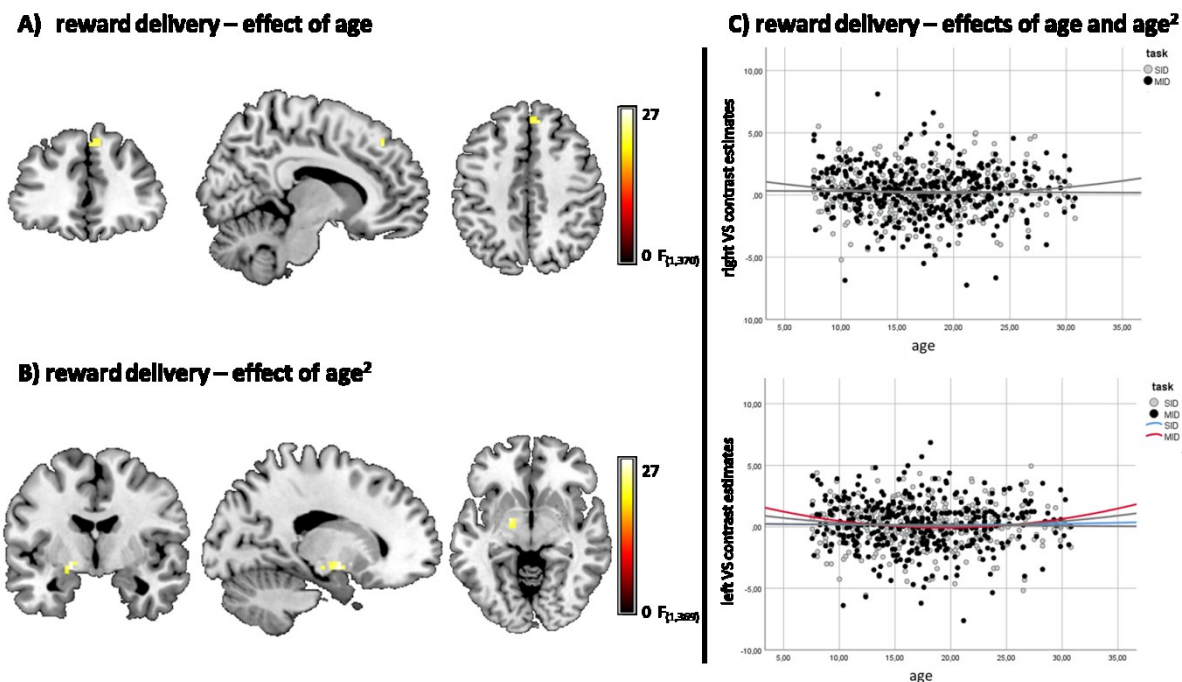 A) reward delivery – effect of age
27
0 F(1,370)
B) reward delivery – effect of age²
27
0 F(1,369)
C) reward delivery – effects of age and age²
right VS contrast estimates
10,00
5,00
,00
-5,00
-10,00
5,00 10,00 15,00 20,00 25,00 30,00 35,00
age
task
SID
MID
left VS contrast estimates
10,00
5,00
,00
-5,00
-10,00
5,00 10,00 15,00 20,00 25,00 30,00 35,00
age
task
SID
MID
SID
MID